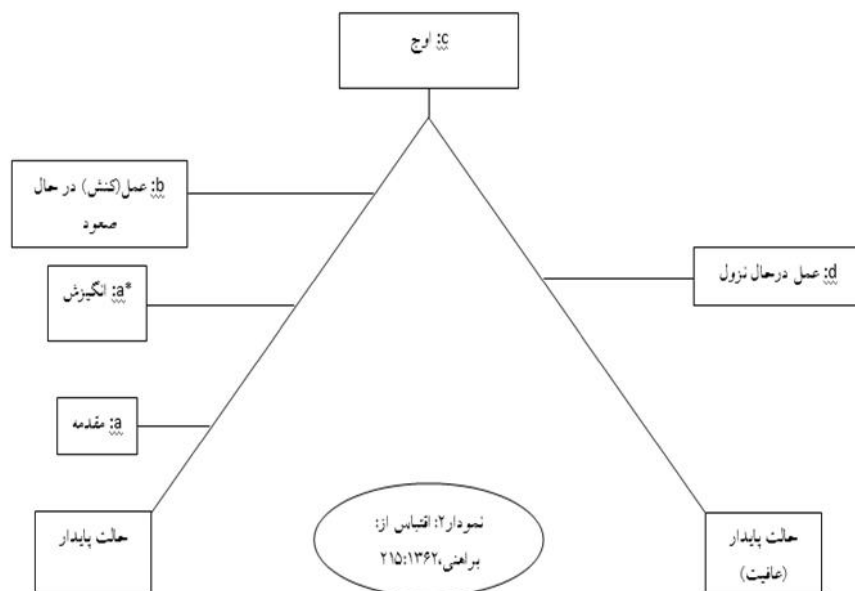 c: اوج
b: عمل(کنش) در حال
صعود
a*: انگیزش
d: عمل درحال نزول
a: مقدمه
حالت پایدار
نمودار۲: اقتباس از:
براهنی،۲۱۵:۱۳۶۲
حالت پایدار
(عافیت)